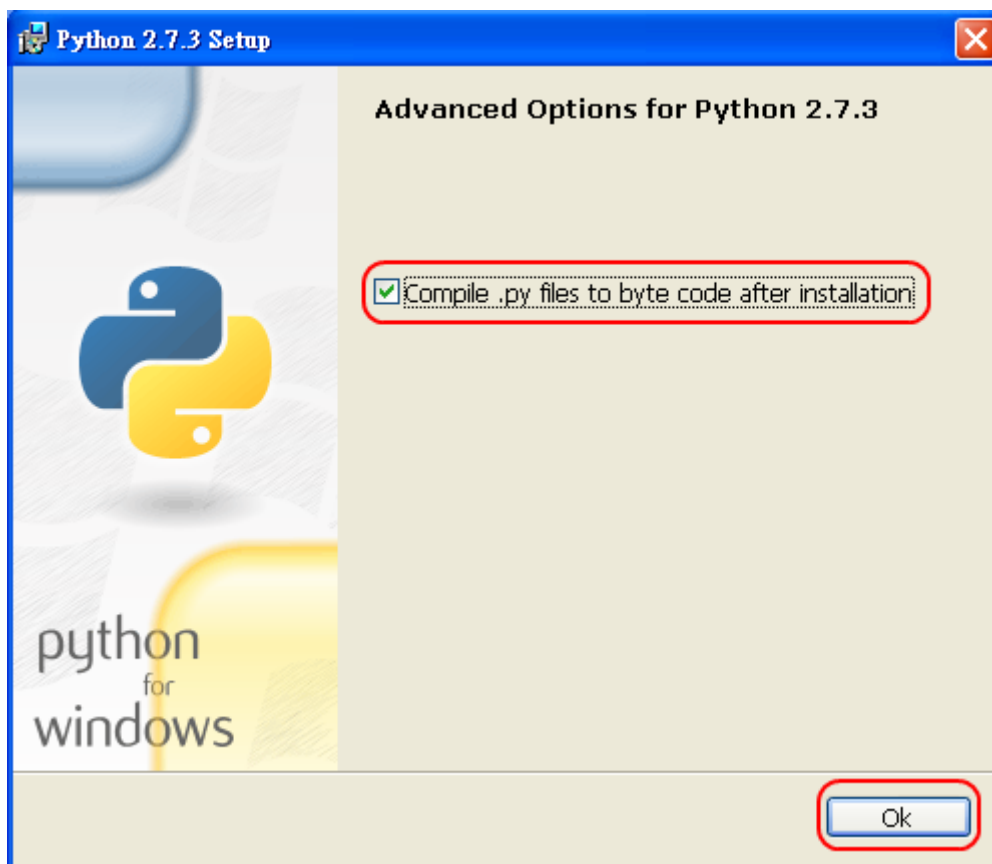 Python 2.7.3 Setup
Advanced Options for Python 2.7.3
Compile .py files to byte code after installation
python
for
windows
Ok